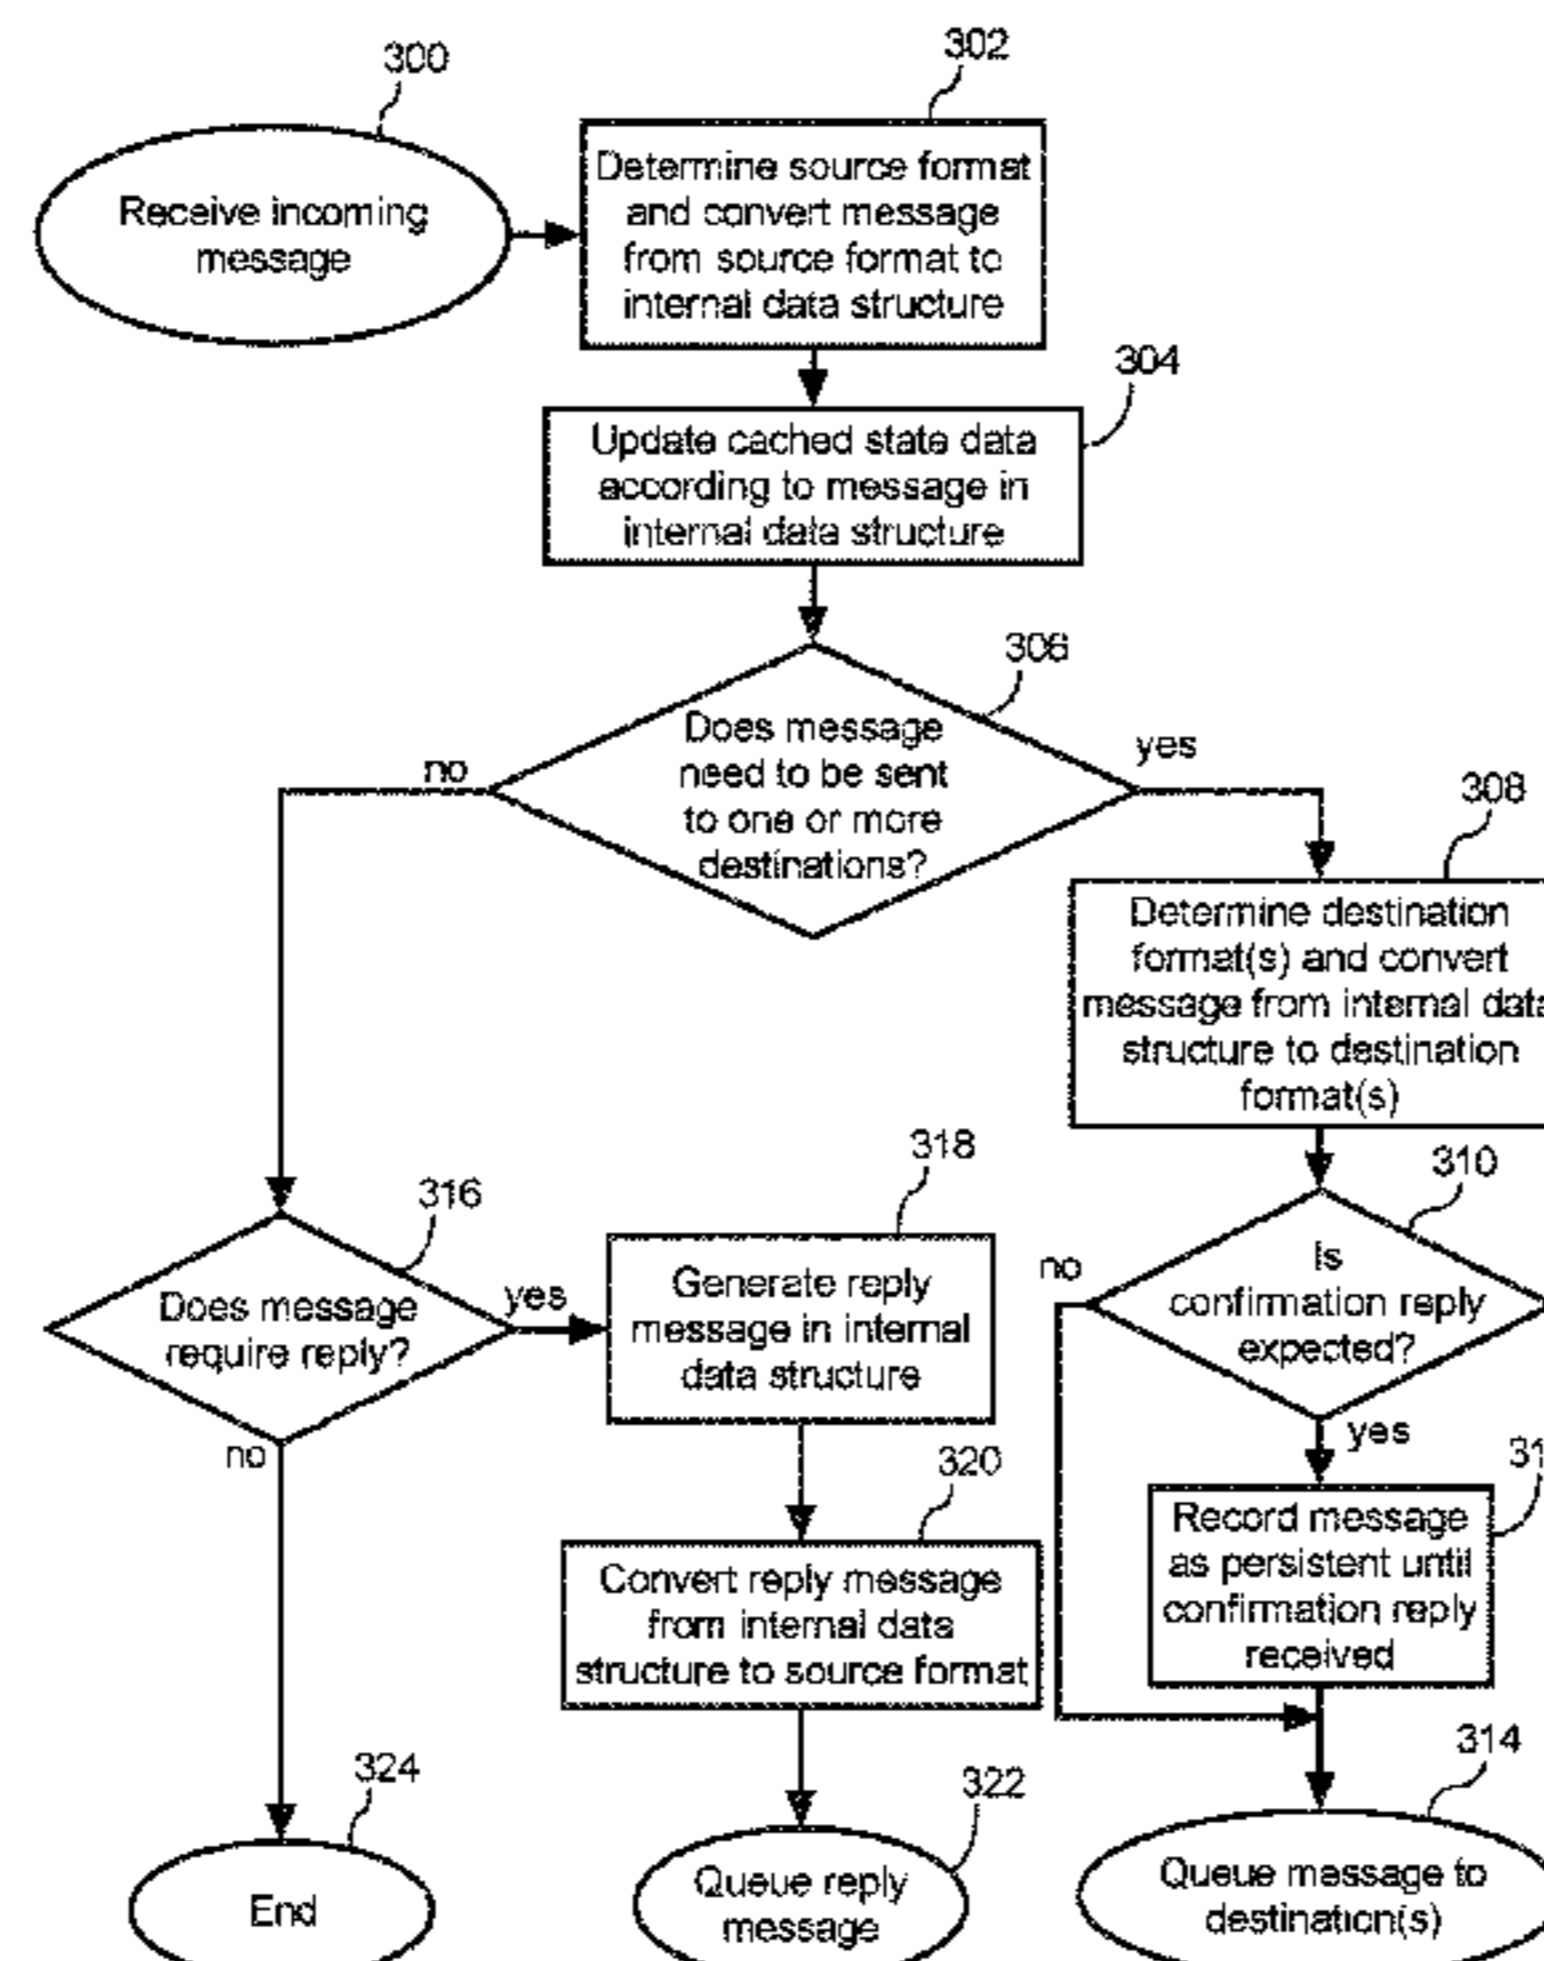 300
Receive incoming
message
302
Determine source format
and convert message
from source format to
internal data structure
304
Update cached state data
according to message in
internal data structure
306
Does message
need to be sent
to one or more
destinations?
no
yes
308
Determine destination
format(s) and convert
message from internal data
structure to destination
format(s)
310
Is
confirmation reply
expected?
no
yes
31
Record message
as persistent until
confirmation reply
received
314
Queue message to
destination(s)
316
Does message
require reply?
yes
no
318
Generate reply
message in internal
data structure
320
Convert reply message
from internal data
structure to source format
322
Queue reply
message
324
End